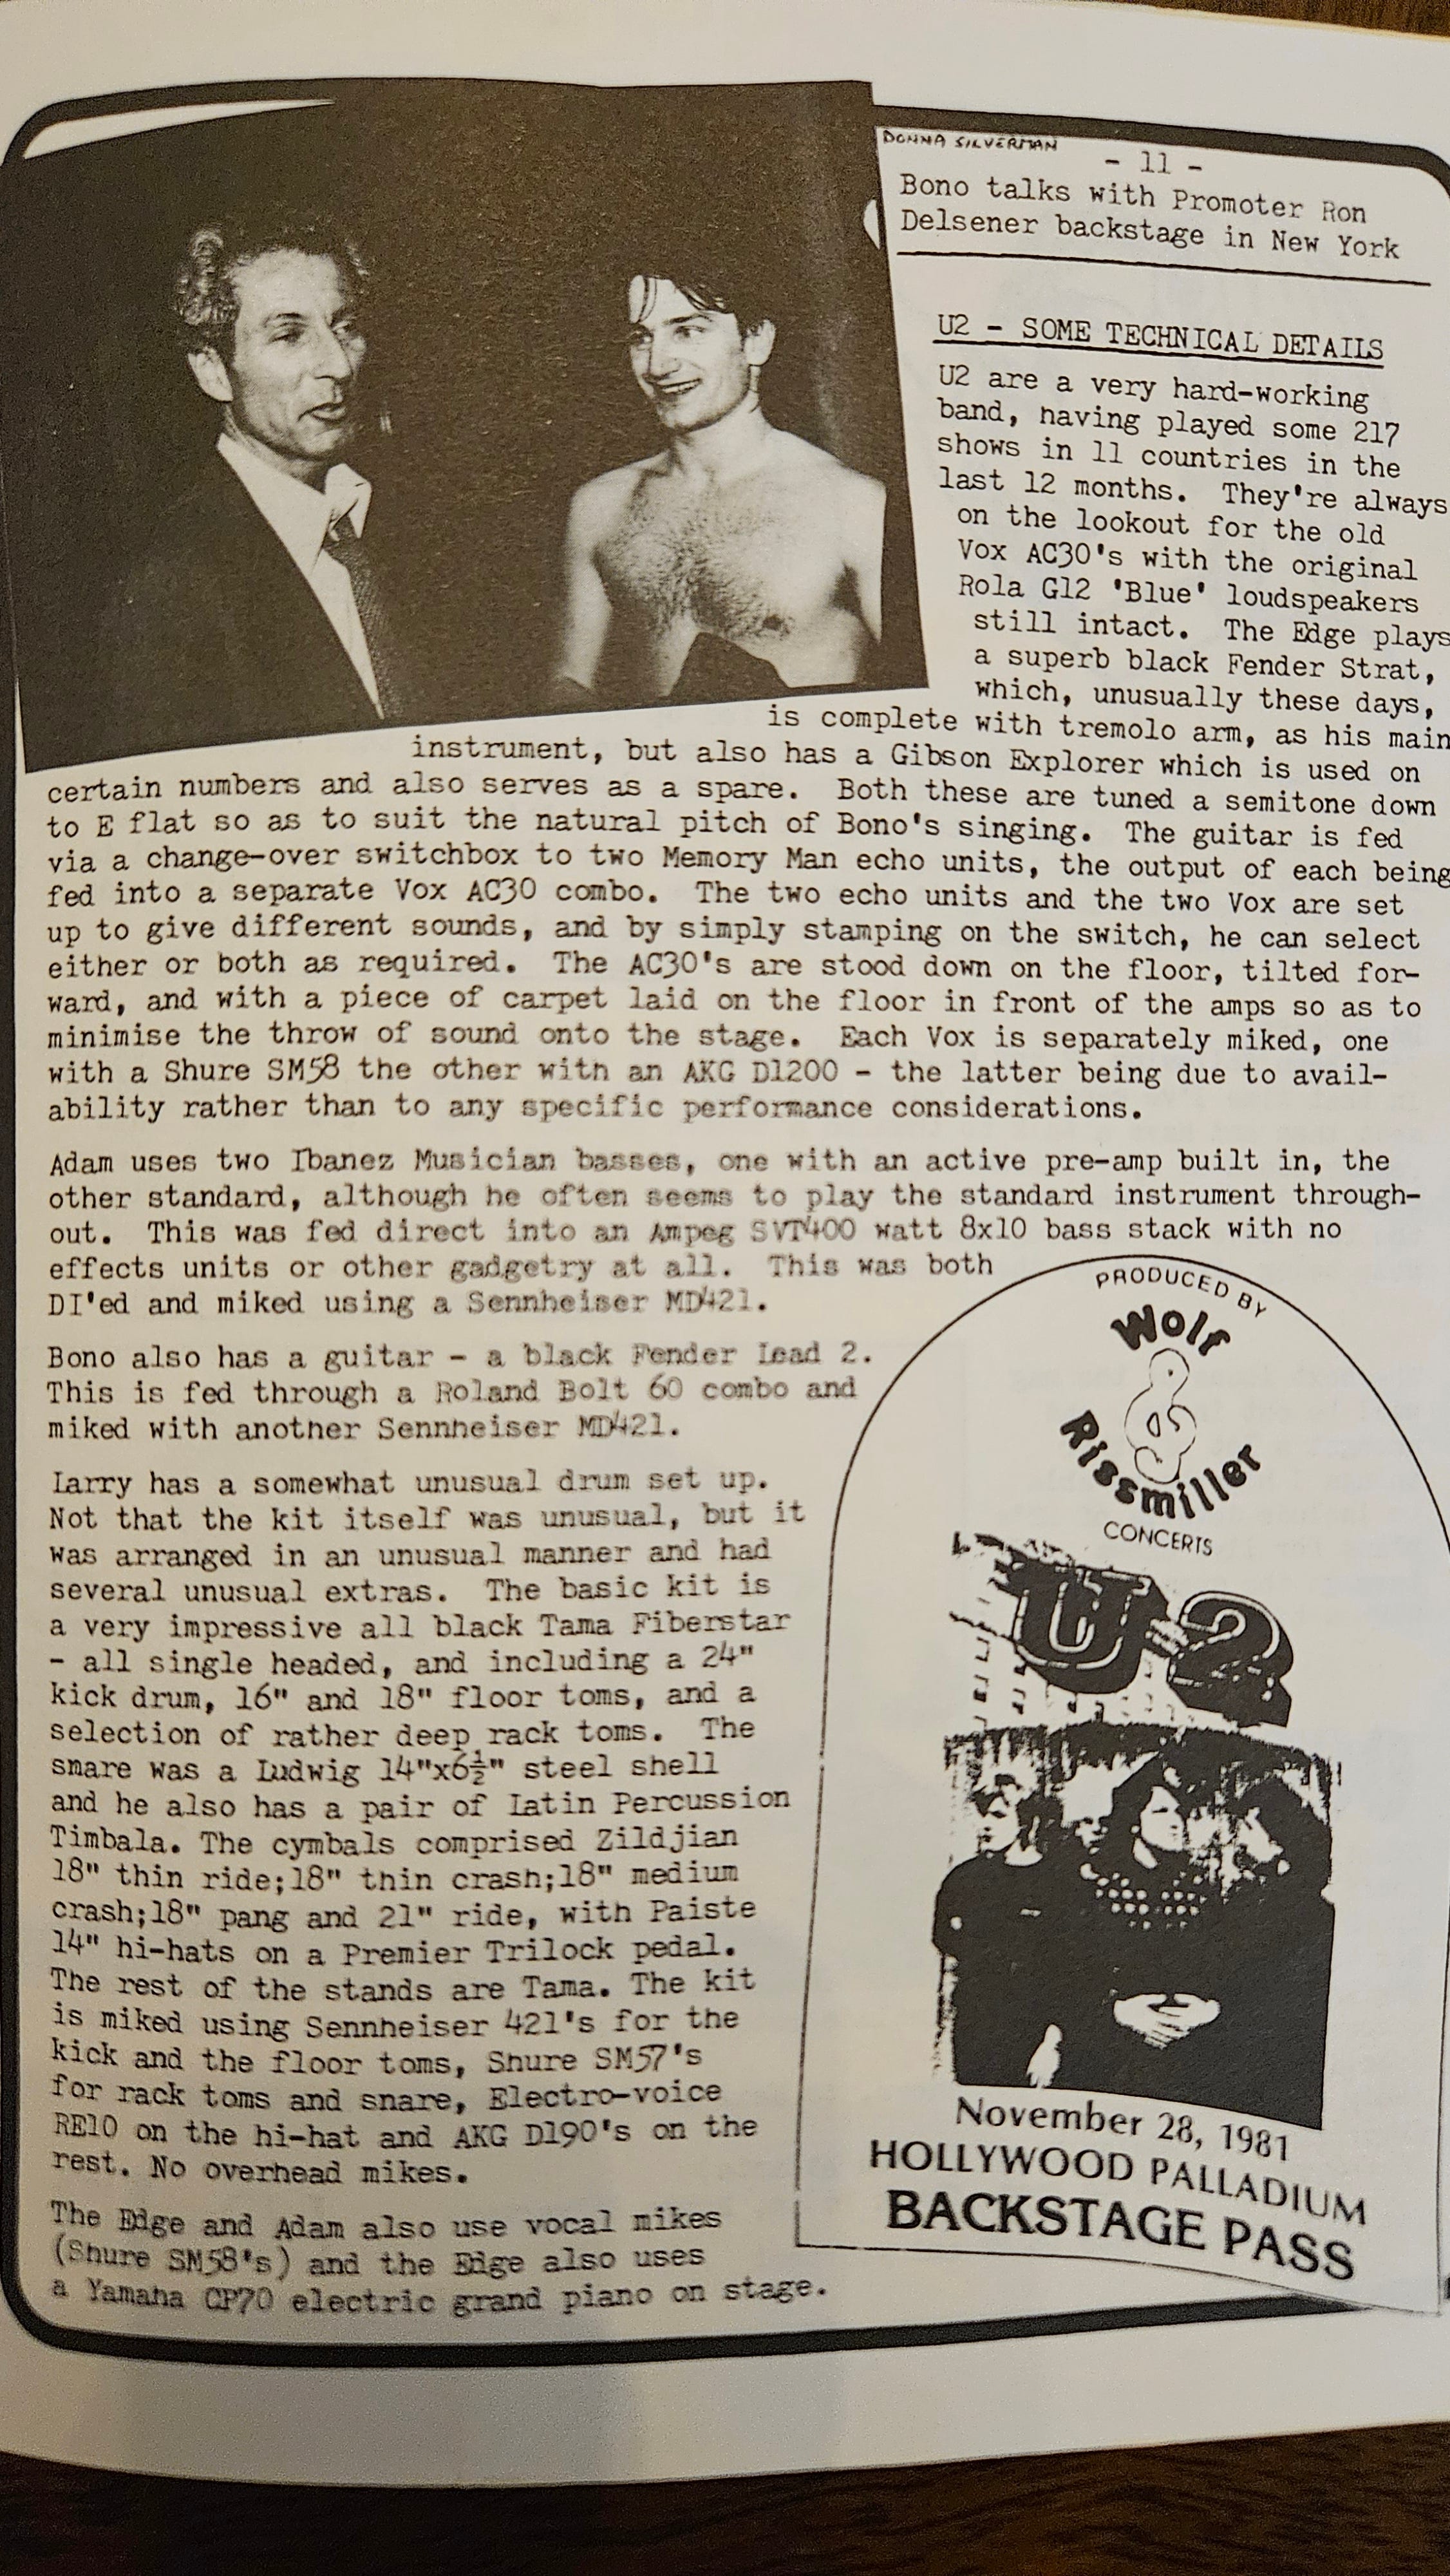 DONNA SILVERMAN
- 11 -
Bono talks with Promoter Ron
Delsener backstage in New York
U2 - SOME TECHNICAL DETAILS
U2 are a very hard-working
band, having played some 217
shows in 11 countries in the
last 12 months. They're always
on the lookout for the old
Vox AC30's with the original
Rola G12 'Blue' loudspeakers
still intact. The Edge plays
a superb black Fender Strat,
which, unusually these days,
is complete with tremolo arm, as his main
instrument, but also has a Gibson Explorer which is used on
certain numbers and also serves as a spare. Both these are tuned a semitone down
to E flat so as to suit the natural pitch of Bono's singing. The guitar is fed
via a change-over switchbox to two Memory Man echo units, the output of each being
fed into a separate Vox AC30 combo. The two echo units and the two Vox are set
up to give different sounds, and by simply stamping on the switch, he can select
either or both as required. The AC30's are stood down on the floor, tilted for-
ward, and with a piece of carpet laid on the floor in front of the amps so as to
minimise the throw of sound onto the stage. Each Vox is separately miked, one
with a Shure SM58 the other with an AKG D1200 - the latter being due to avail-
ability rather than to any specific performance considerations.
Adam uses two Ibanez Musician basses, one with an active pre-amp built in, the
other standard, although he often seems to play the standard instrument through-
out. This was fed direct into an Ampeg SVT400 watt 8x10 bass stack with no
effects units or other gadgetry at all. This was both
DI'ed and miked using a Sennheiser MD421.
Bono also has a guitar - a black Fender Lead 2.
This is fed through a Roland Bolt 60 combo and
miked with another Sennheiser MD421.
Larry has a somewhat unusual drum set up.
Not that the kit itself was unusual, but it
was arranged in an unusual manner and had
several unusual extras. The basic kit is
a very impressive all black Tama Fiberstar
- all single headed, and including a 24"
kick drum, 16" and 18" floor toms, and a
selection of rather deep rack toms. The
snare was a Ludwig 14"x6½" steel shell
and he also has a pair of Latin Percussion
Timbala. The cymbals comprised Zildjian
18" thin ride;18" thin crash;18" medium
crash;18" pang and 21" ride, with Paiste
14" hi-hats on a Premier Trilock pedal.
The rest of the stands are Tama. The kit
is miked using Sennheiser 421's for the
kick and the floor toms, Shure SM57's
for rack toms and snare, Electro-voice
RE10 on the hi-hat and AKG D190's on the
rest. No overhead mikes.
The Edge and Adam also use vocal mikes
(Shure SM58's) and the Edge also uses
a Yamaha CP70 electric grand piano on stage.
PRODUCED BY
Wolf
&
Rissmiller
CONCERTS
U2
November 28, 1981
HOLLYWOOD PALLADIUM
BACKSTAGE PASS